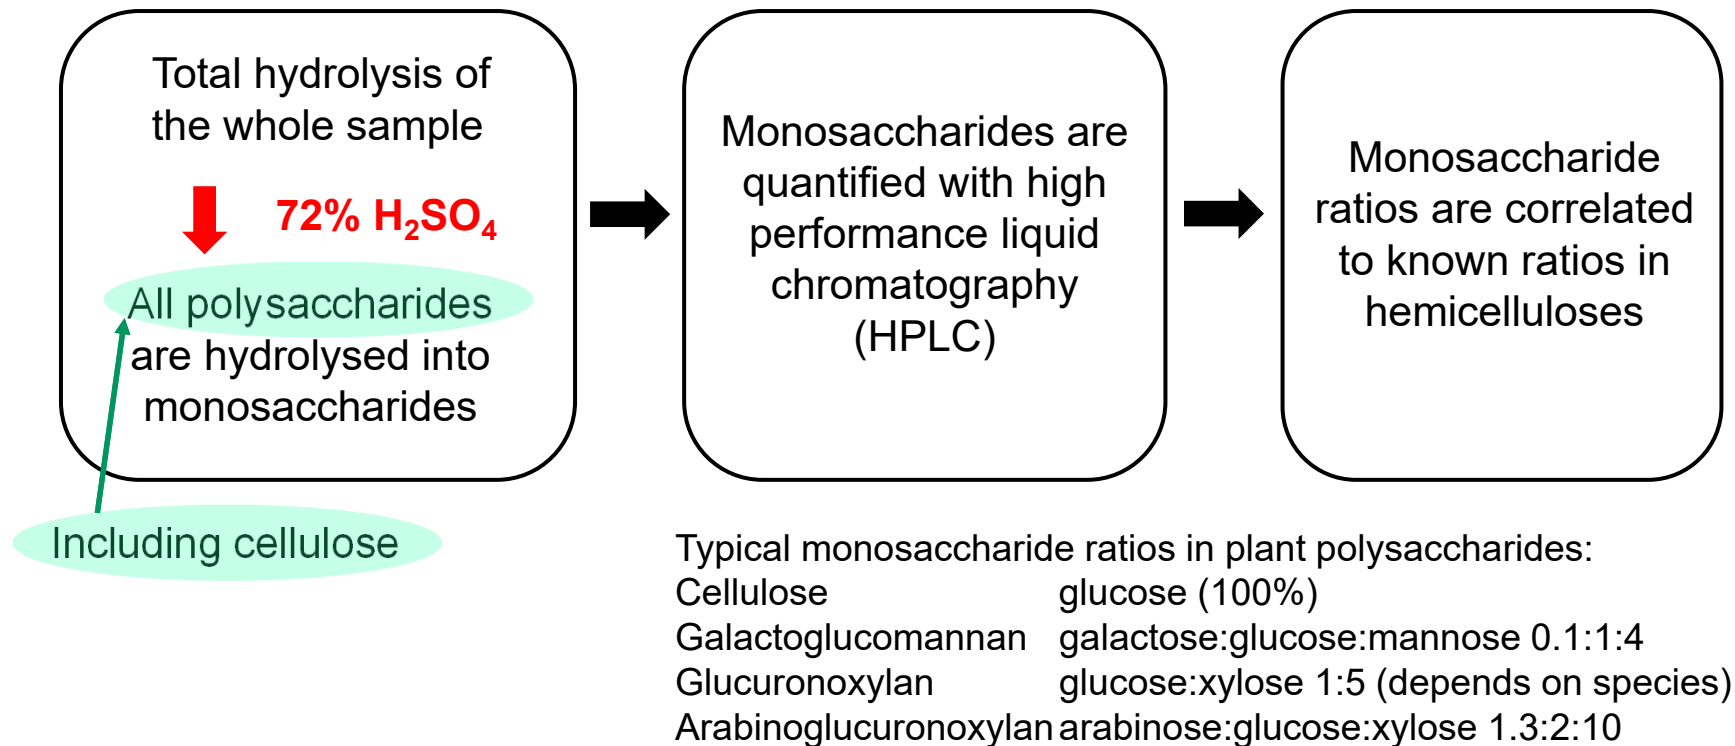 Total hydrolysis of
the whole sample
72% H₂SO₄
All polysaccharides
are hydrolysed into
monosaccharides
Including cellulose
Monosaccharides are
quantified with high
performance liquid
chromatography
(HPLC)
Monosaccharide
ratios are correlated
to known ratios in
hemicelluloses
Typical monosaccharide ratios in plant polysaccharides:
Cellulose glucose (100%)
Galactoglucomannan galactose:glucose:mannose 0.1:1:4
Glucuronoxylan glucose:xylose 1:5 (depends on species)
Arabinoglucuronoxylan arabinose:glucose:xylose 1.3:2:10